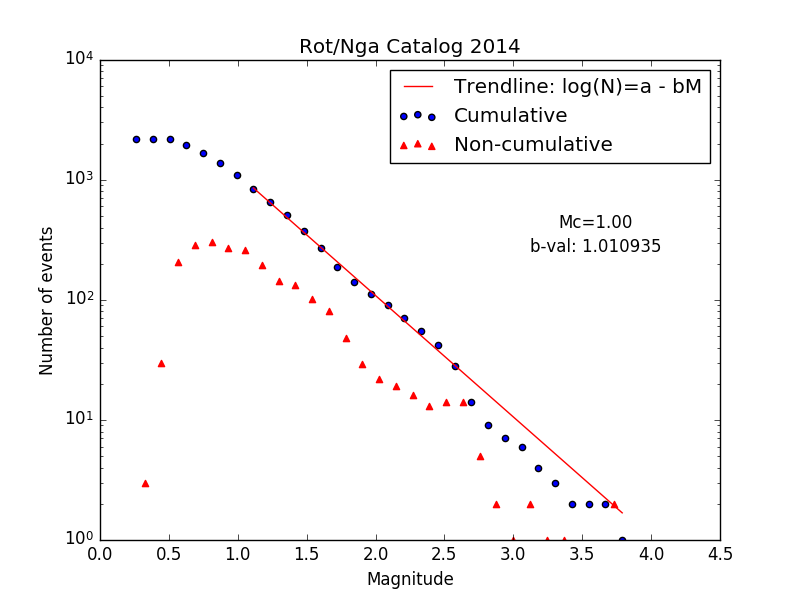 Rot/Nga Catalog 2014
Trendline: log(N)=a - bM
Cumulative
Non-cumulative
Mc=1.00
b-val: 1.010935
Number of events
10^4
10^3
10^2
10^1
10^0
0.0 0.5 1.0 1.5 2.0 2.5 3.0 3.5 4.0 4.5
Magnitude